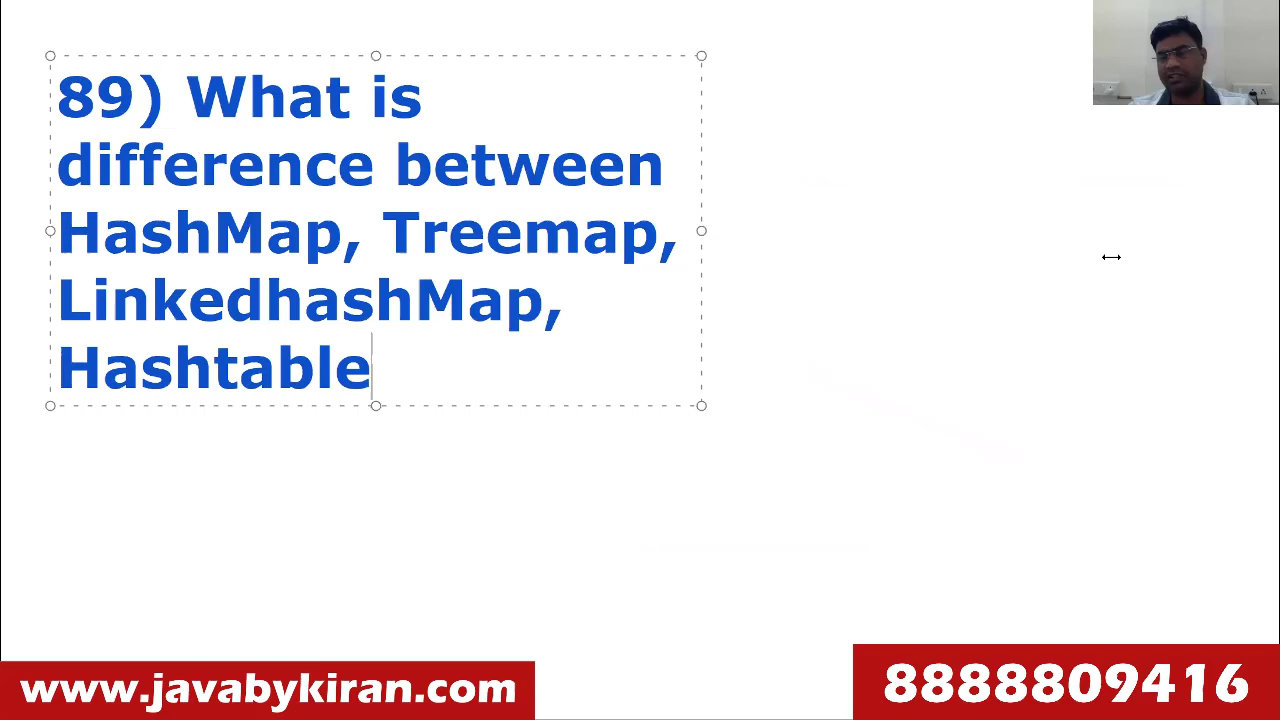 89) What is
difference between
HashMap, Treemap,
LinkedhashMap,
Hashtable
www.javabykiran.com
8888809416